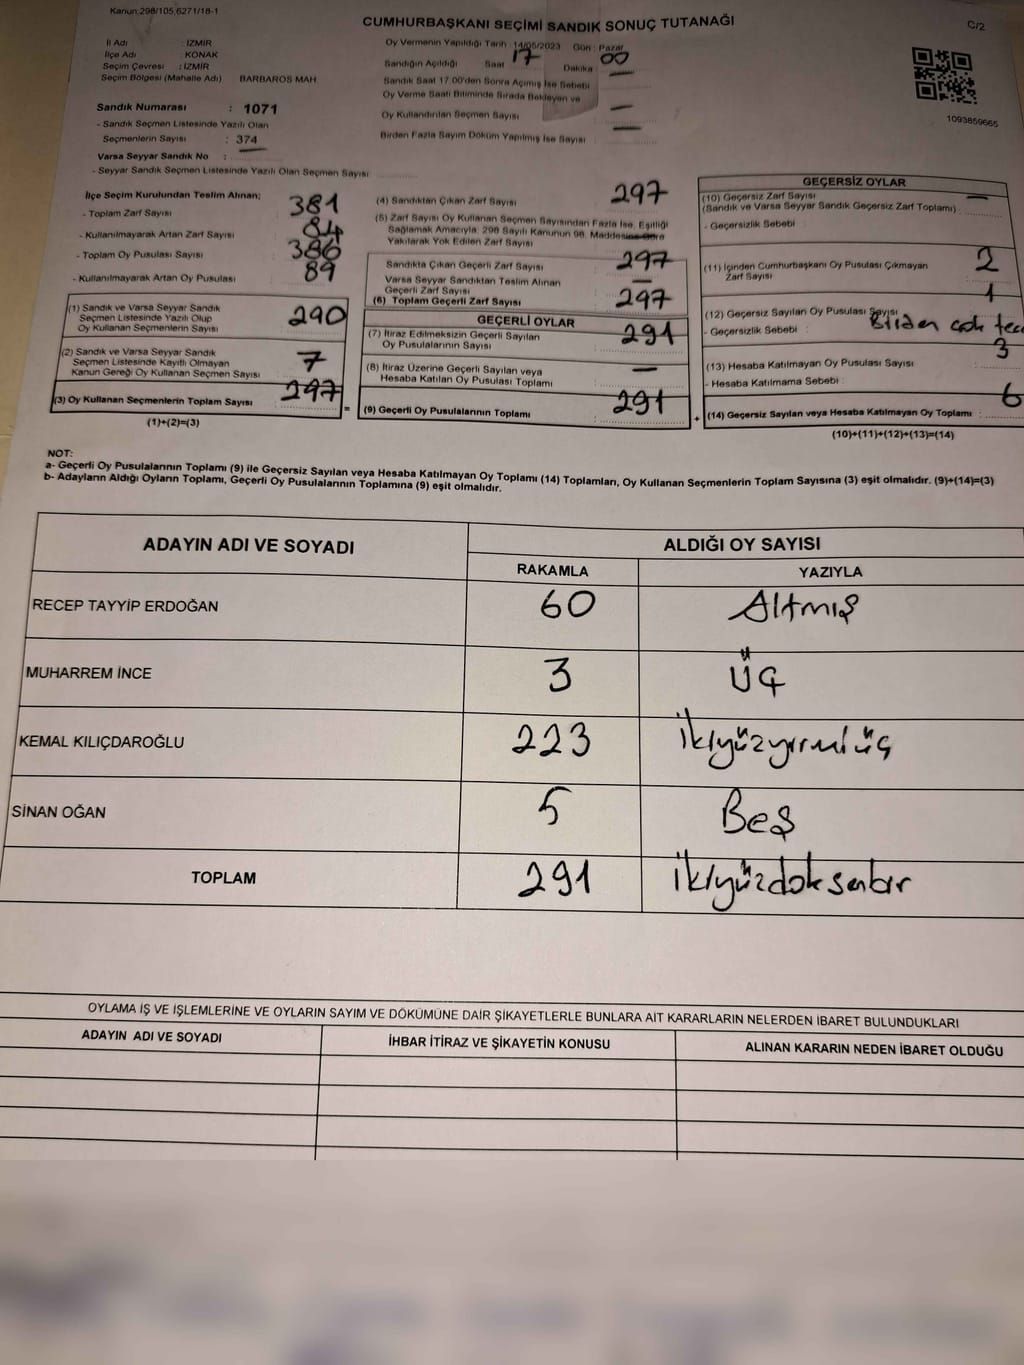 Kanun:298/105,6271/18-1
CUMHURBAŞKANI SEÇİMİ SANDIK SONUÇ TUTANAĞI
C/2
İl Adı : İZMİR
İlçe Adı : KONAK
Seçim Çevresi : İZMİR
Seçim Bölgesi (Mahalle Adı) BARBAROS MAH.
Sandık Numarası : 1071
- Sandık Seçmen Listesinde Yazılı Olan
Seçmenlerin Sayısı : 374
Varsa Seyyar Sandık No :
- Seyyar Sandık Seçmen Listesinde Yazılı Olan Seçmen Sayısı
Oy Vermenin Yapıldığı Tarih 14/05/2023 Gün : Pazar
Sandığın Açıldığı Saat 17 Dakika 00
Sandık Saat 17.00'den Sonra Açılmış İse Sebebi
Oy Verme Saati Bitiminde Sırada Bekleyen ve
Oy Kullandırılan Seçmen Sayısı
Birden Fazla Sayım Döküm Yapılmış İse Sayısı
1093859665
İlçe Seçim Kurulundan Teslim Alınan;
- Toplam Zarf Sayısı 381
- Kullanılmayarak Artan Zarf Sayısı 84
- Toplam Oy Pusulası Sayısı 386
- Kullanılmayarak Artan Oy Pusulası 89
(1) Sandık ve Varsa Seyyar Sandık
Seçmen Listesinde Yazılı Olup
Oy Kullanan Seçmenlerin Sayısı 290
(2) Sandık ve Varsa Seyyar Sandık
Seçmen Listesinde Kayıtlı Olmayan
Kanun Gereği Oy Kullanan Seçmen Sayısı 7
(3) Oy Kullanan Seçmenlerin Toplam Sayısı 297
(1)+(2)=(3)
(4) Sandıktan Çıkan Zarf Sayısı 297
(5) Zarf Sayısı Oy Kullanan Seçmen Sayısından Fazla İse, Eşitliği
Sağlamak Amacıyla; 298 Sayılı Kanunun 98. Maddesine Göre
Yakılarak Yok Edilen Zarf Sayısı
Sandıkta Çıkan Geçerli Zarf Sayısı 297
Varsa Seyyar Sandıktan Teslim Alınan
Geçerli Zarf Sayısı
(6) Toplam Geçerli Zarf Sayısı 297
GEÇERLİ OYLAR
(7) İtiraz Edilmeksizin Geçerli Sayılan
Oy Pusulalarının Sayısı 291
(8) İtiraz Üzerine Geçerli Sayılan veya
Hesaba Katılan Oy Pusulası Toplamı
(9) Geçerli Oy Pusulalarının Toplamı 291
GEÇERSİZ OYLAR
(10) Geçersiz Zarf Sayısı
(Sandık ve Varsa Seyyar Sandık Geçersiz Zarf Toplamı)
- Geçersizlik Sebebi :
(11) İçinden Cumhurbaşkanı Oy Pusulası Çıkmayan
Zarf Sayısı 2
(12) Geçersiz Sayılan Oy Pusulası Sayısı 1
- Geçersizlik Sebebi :
(13) Hesaba Katılmayan Oy Pusulası Sayısı 3
- Hesaba Katılmama Sebebi :
(14) Geçersiz Sayılan veya Hesaba Katılmayan Oy Toplamı : 6
(10)+(11)+(12)+(13)=(14)
NOT:
a- Geçerli Oy Pusulalarının Toplamı (9) ile Geçersiz Sayılan veya Hesaba Katılmayan Oy Toplamı (14) Toplamları, Oy Kullanan Seçmenlerin Toplam Sayısına (3) eşit olmalıdır. (9)+(14)=(3)
b- Adayların Aldığı Oyların Toplamı, Geçerli Oy Pusulalarının Toplamına (9) eşit olmalıdır.
ADAYIN ADI VE SOYADI
ALDIĞI OY SAYISI
RAKAMLA YAZIYLA
RECEP TAYYİP ERDOĞAN 60 Altmış
MUHARREM İNCE 3 ÜÇ
KEMAL KILIÇDAROĞLU 223 ikiyüzyirmiüç
SİNAN OĞAN 5 Beş
TOPLAM 291 ikiyüzdoksanbir
OYLAMA İŞ VE İŞLEMLERİNE VE OYLARIN SAYIM VE DÖKÜMÜNE DAİR ŞİKAYETLERLE BUNLARA AİT KARARLARIN NELERDEN İBARET BULUNDUKLARI
ADAYIN ADI VE SOYADI İHBAR İTİRAZ VE ŞİKAYETİN KONUSU ALINAN KARARIN NEDEN İBARET OLDUĞU